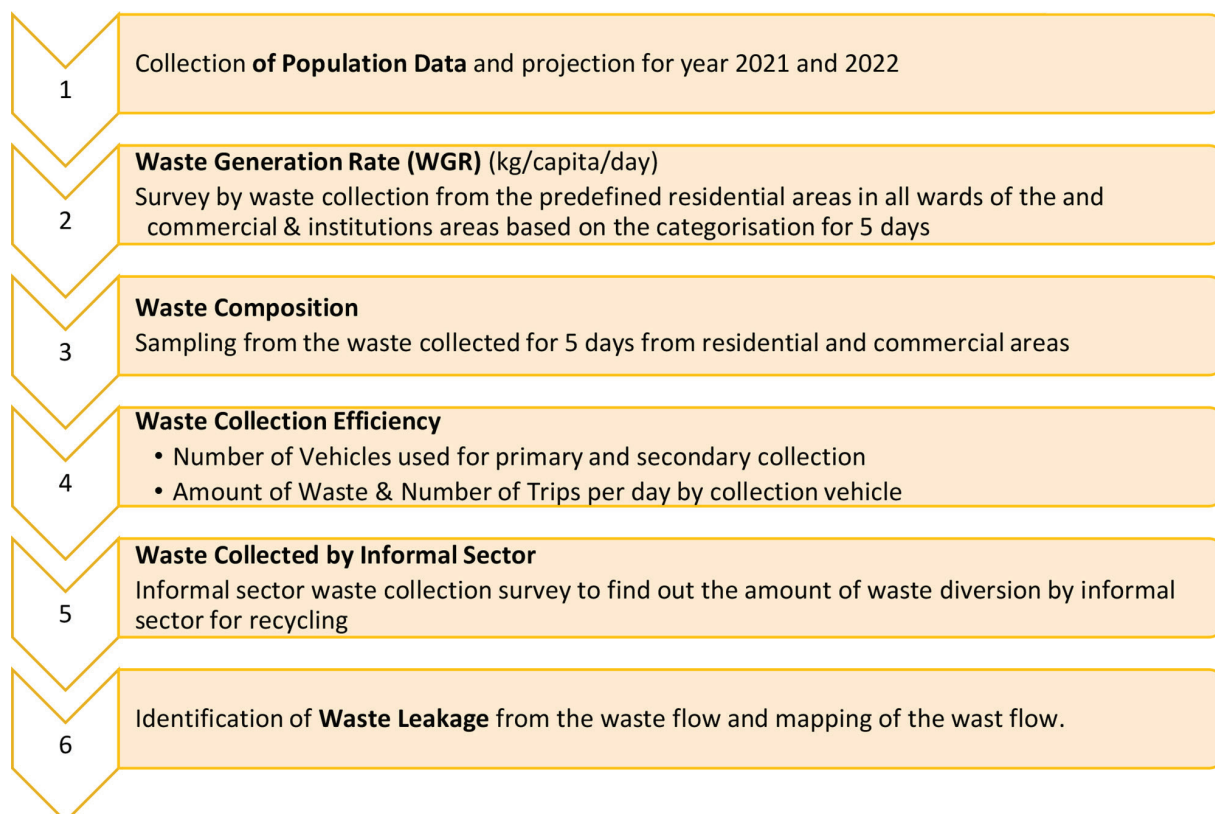 1
Collection of Population Data and projection for year 2021 and 2022
2
Waste Generation Rate (WGR) (kg/capita/day)
Survey by waste collection from the predefined residential areas in all wards of the and
commercial & institutions areas based on the categorisation for 5 days
3
Waste Composition
Sampling from the waste collected for 5 days from residential and commercial areas
4
Waste Collection Efficiency
• Number of Vehicles used for primary and secondary collection
• Amount of Waste & Number of Trips per day by collection vehicle
5
Waste Collected by Informal Sector
Informal sector waste collection survey to find out the amount of waste diversion by informal
sector for recycling
6
Identification of Waste Leakage from the waste flow and mapping of the wast flow.